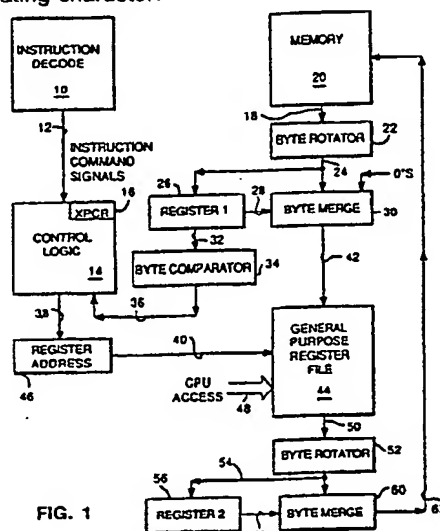 ating character.
INSTRUCTION
DECODE
10
MEMORY
20
12
18
INSTRUCTION
COMMAND
SIGNALS
BYTE ROTATOR
22
24
0'S
16
XPCR
CONTROL
LOGIC
14
26
REGISTER 1
28
BYTE MERGE
30
32
BYTE COMPARATOR
34
36
42
38
REGISTER
ADDRESS
46
40
GENERAL
PURPOSE
REGISTER
FILE
44
CPU
ACCESS
48
50
BYTE ROTATOR
52
54
56
REGISTER 2
BYTE MERGE
60
FIG. 1